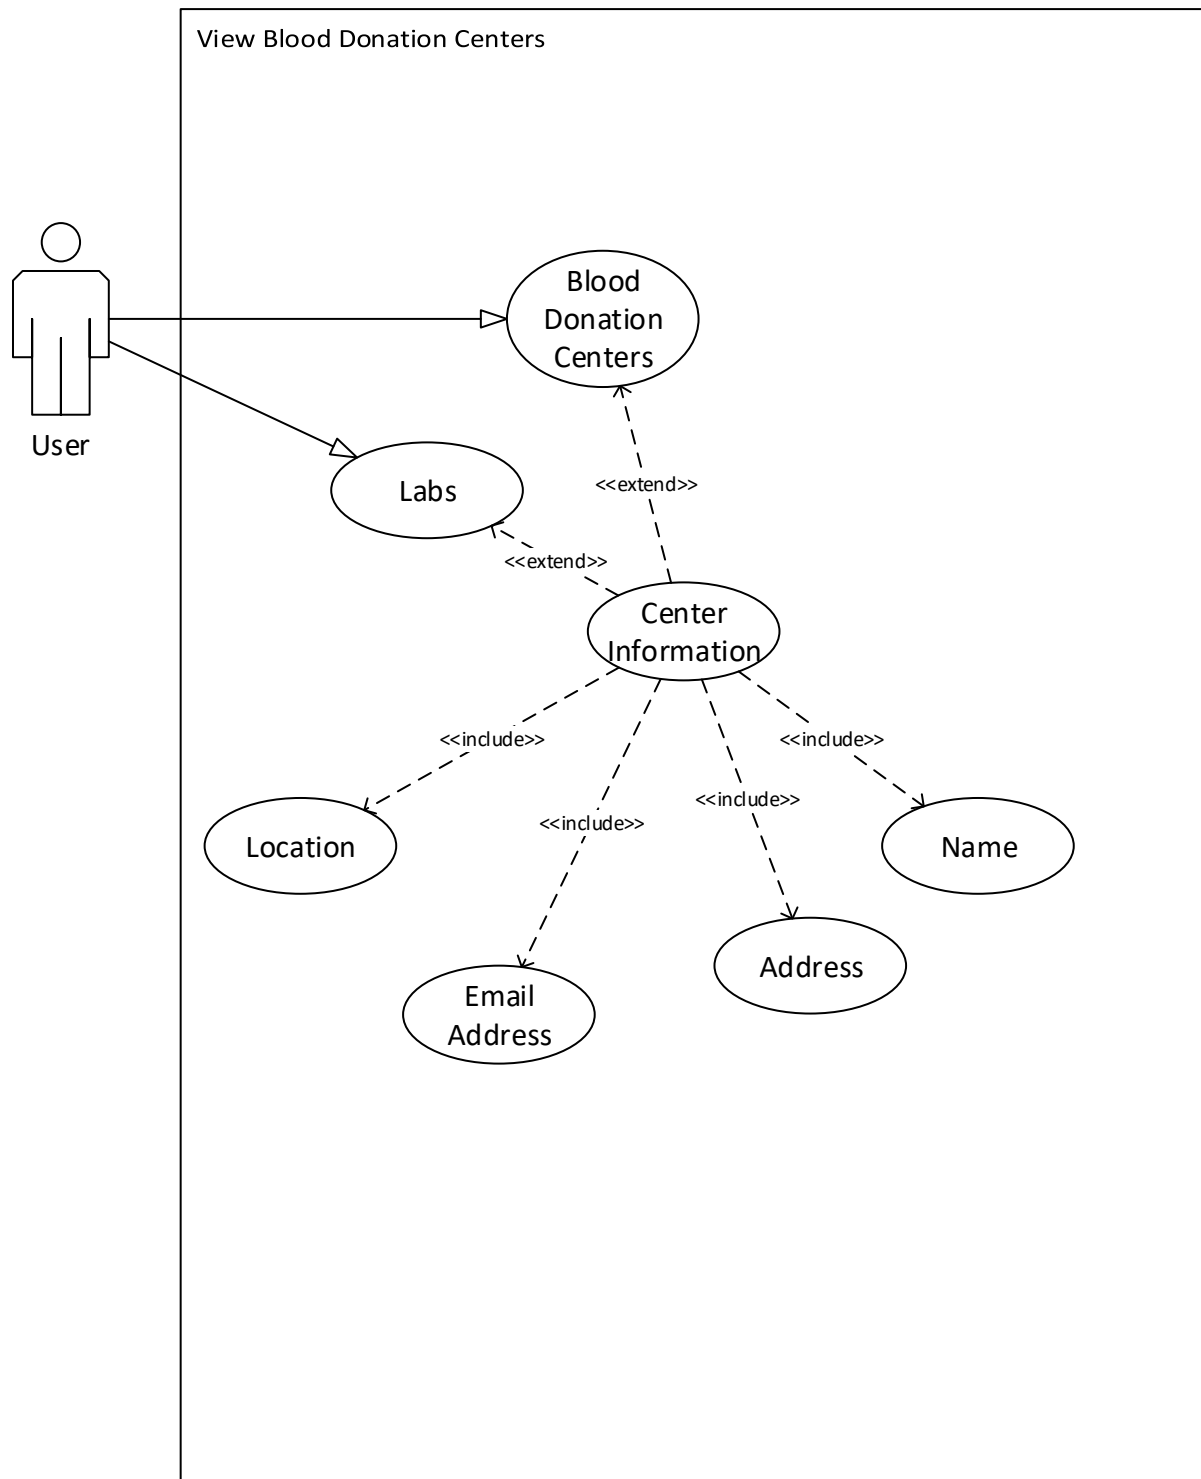 View Blood Donation Centers
Blood
Donation
Centers
User
Labs
<<extend>>
<<extend>>
Center
Information
<<include>>
<<include>>
<<include>>
<<include>>
Location
Name
Address
Email
Address